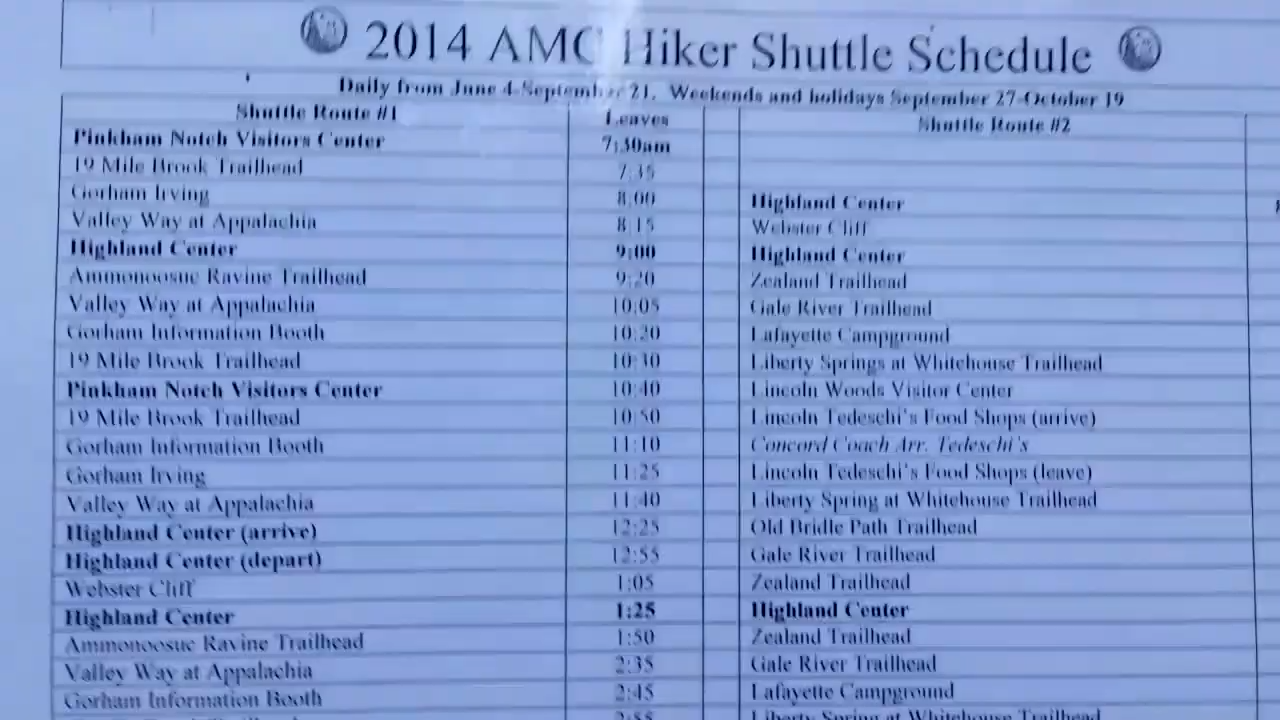 2014 AMC Hiker Shuttle Schedule
Daily from June 4-September 21. Weekends and holidays September 27-October 19
Shuttle Route #1 Leaves Shuttle Route #2
Pinkham Notch Visitors Center 7:30am
19 Mile Brook Trailhead 7:35
Gorham Irving 8:00 Highland Center
Valley Way at Appalachia 8:15 Webster Cliff
Highland Center 9:00 Highland Center
Ammonoosuc Ravine Trailhead 9:20 Zealand Trailhead
Valley Way at Appalachia 10:05 Gale River Trailhead
Gorham Information Booth 10:20 Lafayette Campground
19 Mile Brook Trailhead 10:30 Liberty Springs at Whitehouse Trailhead
Pinkham Notch Visitors Center 10:40 Lincoln Woods Visitor Center
19 Mile Brook Trailhead 10:50 Lincoln Tedeschi's Food Shops (arrive)
Gorham Information Booth 11:10 Concord Coach Arr. Tedeschi's
Gorham Irving 11:25 Lincoln Tedeschi's Food Shops (leave)
Valley Way at Appalachia 11:40 Liberty Spring at Whitehouse Trailhead
Highland Center (arrive) 12:25 Old Bridle Path Trailhead
Highland Center (depart) 12:55 Gale River Trailhead
Webster Cliff 1:05 Zealand Trailhead
Highland Center 1:25 Highland Center
Ammonoosuc Ravine Trailhead 1:50 Zealand Trailhead
Valley Way at Appalachia 2:35 Gale River Trailhead
Gorham Information Booth 2:45 Lafayette Campground
2:55 Liberty Spring at Whitehouse Trailhead